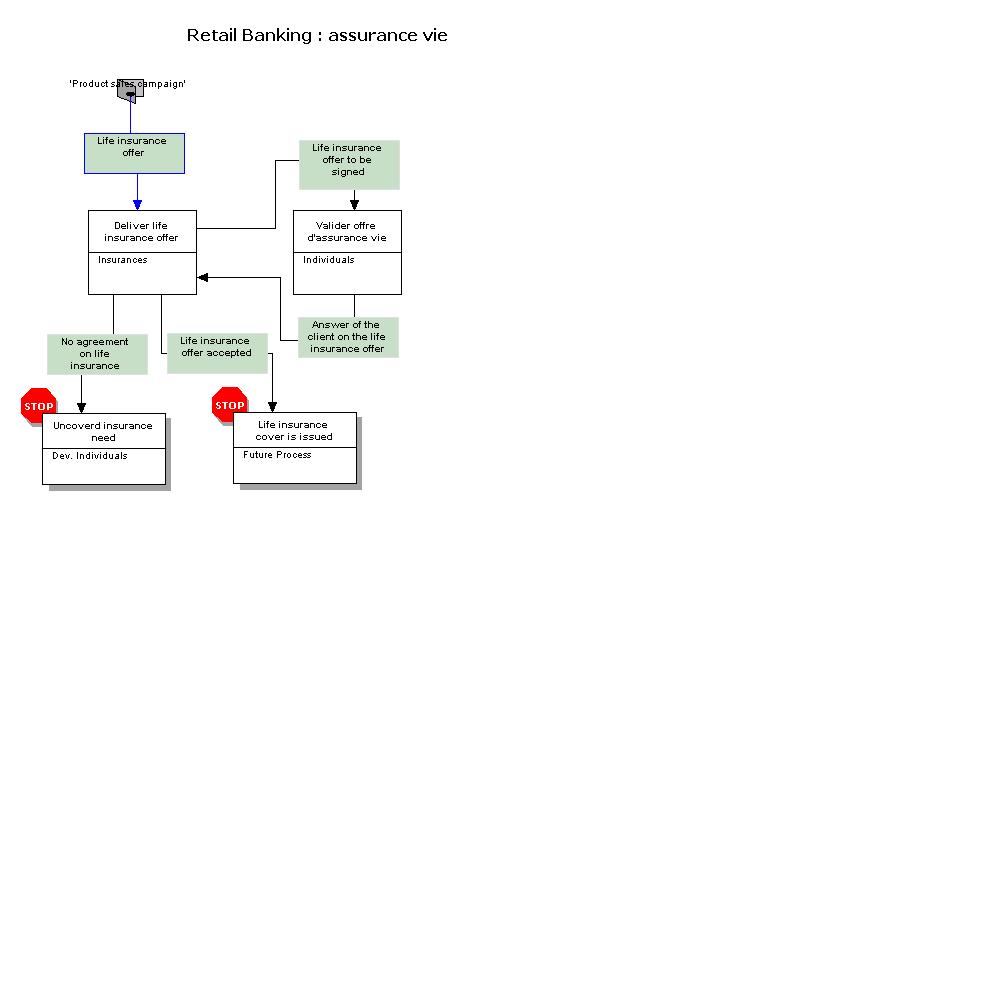 Retail Banking : assurance vie
'Product sales campaign'
Life insurance
offer
Life insurance
offer to be
signed
Deliver life
insurance offer
Insurances
Valider offre
d'assurance vie
Individuals
No agreement
on life
insurance
Life insurance
offer accepted
Answer of the
client on the life
insurance offer
STOP
Uncoverd insurance
need
Dev. Individuals
STOP
Life insurance
cover is issued
Future Process